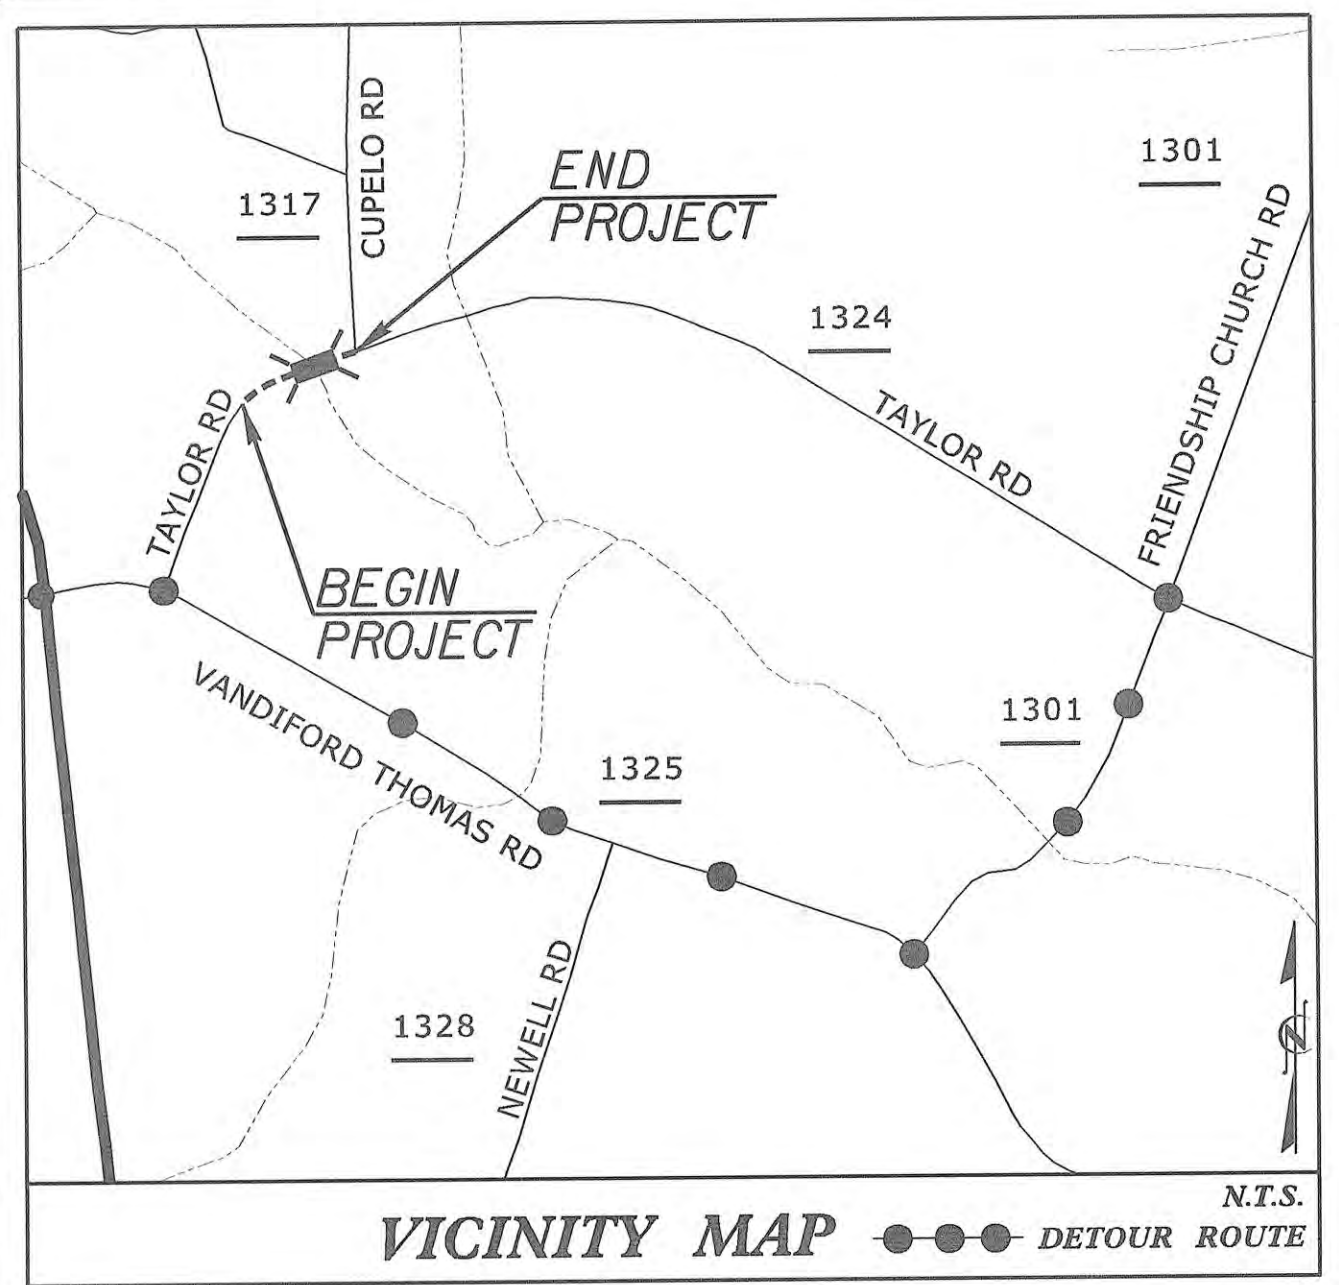 CUPELO RD
1317
END
PROJECT
1301
FRIENDSHIP CHURCH RD
1324
TAYLOR RD
TAYLOR RD
BEGIN
PROJECT
VANDIFORD THOMAS RD
1325
1301
NEWELL RD
1328
N
N.T.S.
VICINITY MAP
DETOUR ROUTE